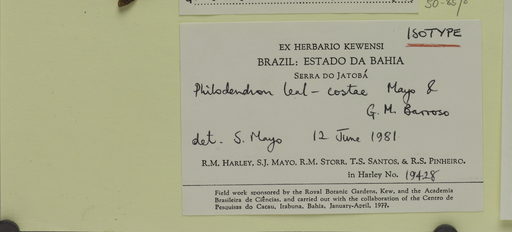 50-85%
ISOTYPE
EX HERBARIO KEWENSI
BRAZIL: ESTADO DA BAHIA
SERRA DO JATOBÁ
Philodendron leal-costae Mayo &
G. M. Barroso
det. S. Mayo 12 June 1981
R.M. HARLEY, S.J. MAYO, R.M. STORR, T.S. SANTOS, & R.S. PINHEIRO,
in Harley No. 19428
Field work sponsored by the Royal Botanic Gardens, Kew, and the Academia
Brasileira de Ciências, and carried out with the collaboration of the Centro de
Pesquisas do Cacau, Itabuna, Bahia, January-April, 1977.